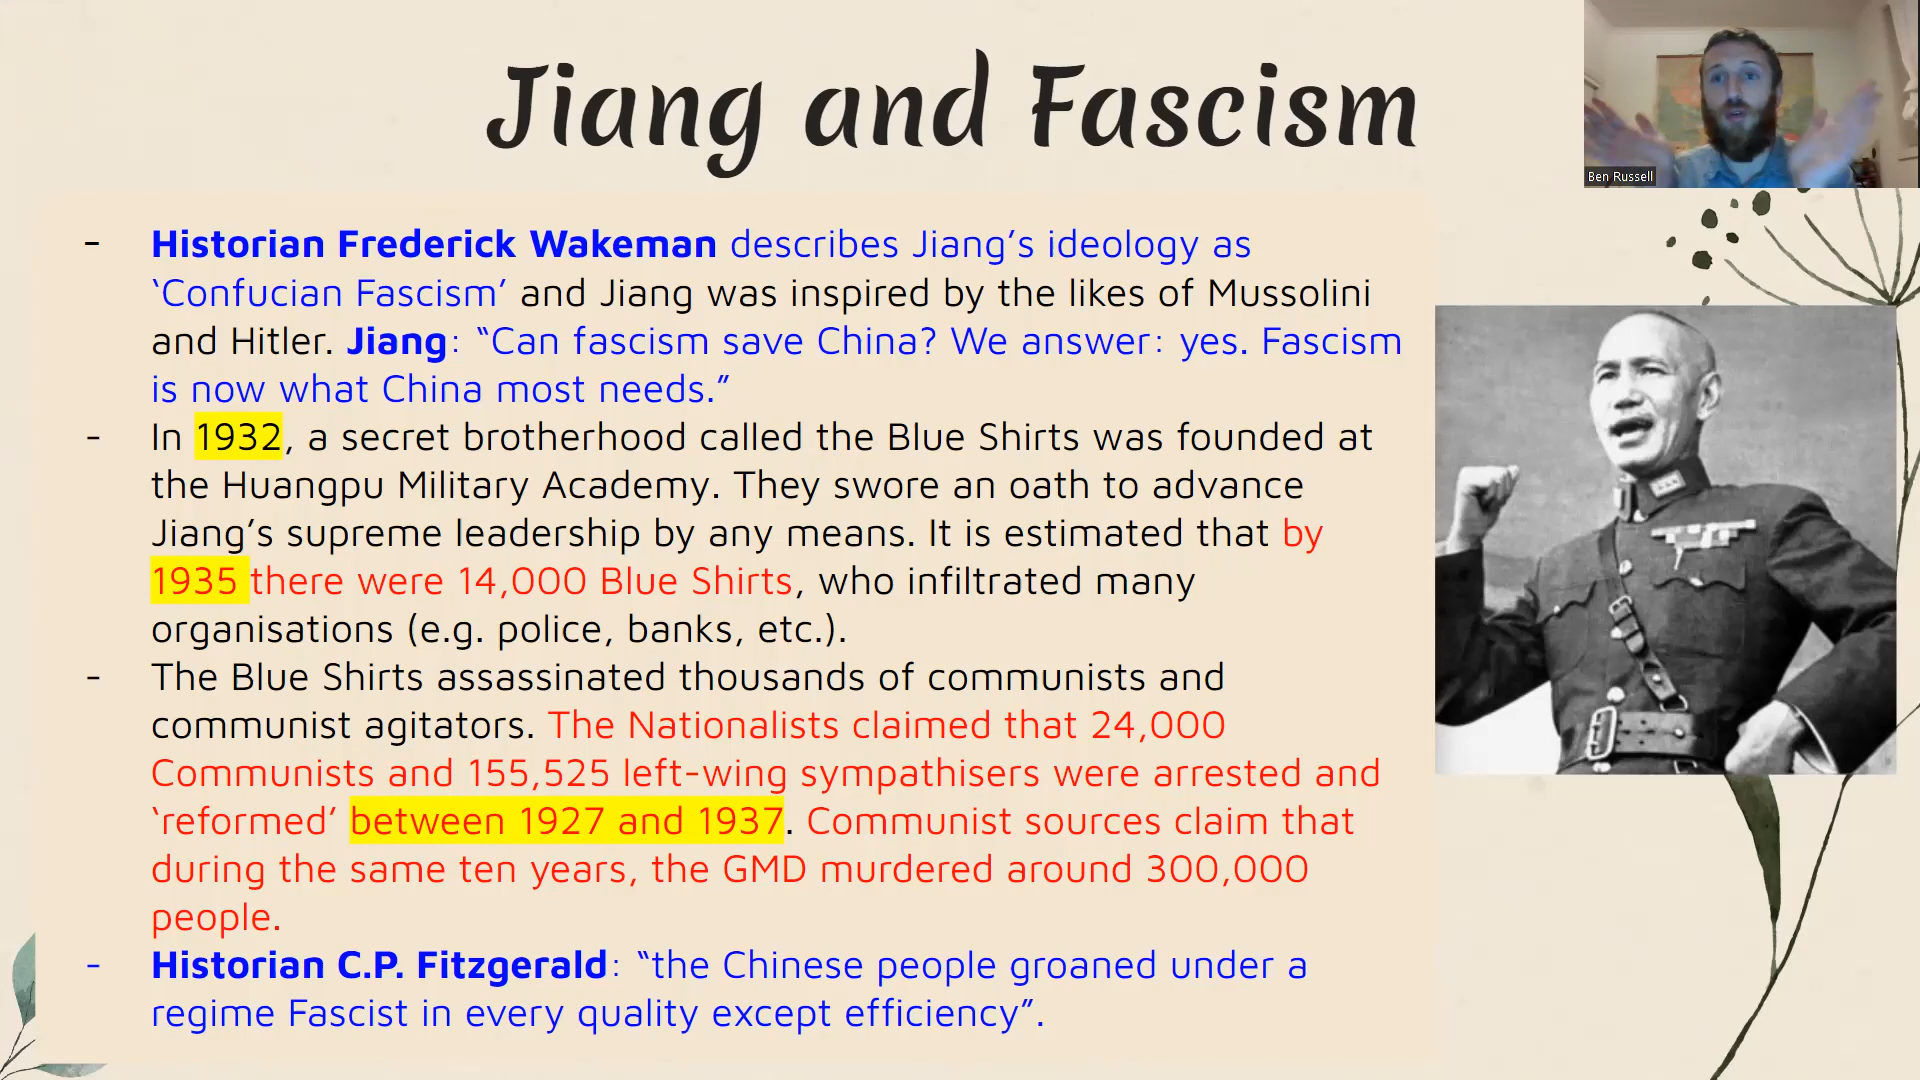 Jiang and Fascism
Ben Russell
- Historian Frederick Wakeman describes Jiang’s ideology as
‘Confucian Fascism’ and Jiang was inspired by the likes of Mussolini
and Hitler. Jiang: “Can fascism save China? We answer: yes. Fascism
is now what China most needs.”
- In 1932, a secret brotherhood called the Blue Shirts was founded at
the Huangpu Military Academy. They swore an oath to advance
Jiang’s supreme leadership by any means. It is estimated that by
1935 there were 14,000 Blue Shirts, who infiltrated many
organisations (e.g. police, banks, etc.).
- The Blue Shirts assassinated thousands of communists and
communist agitators. The Nationalists claimed that 24,000
Communists and 155,525 left-wing sympathisers were arrested and
‘reformed’ between 1927 and 1937. Communist sources claim that
during the same ten years, the GMD murdered around 300,000
people.
- Historian C.P. Fitzgerald: “the Chinese people groaned under a
regime Fascist in every quality except efficiency”.